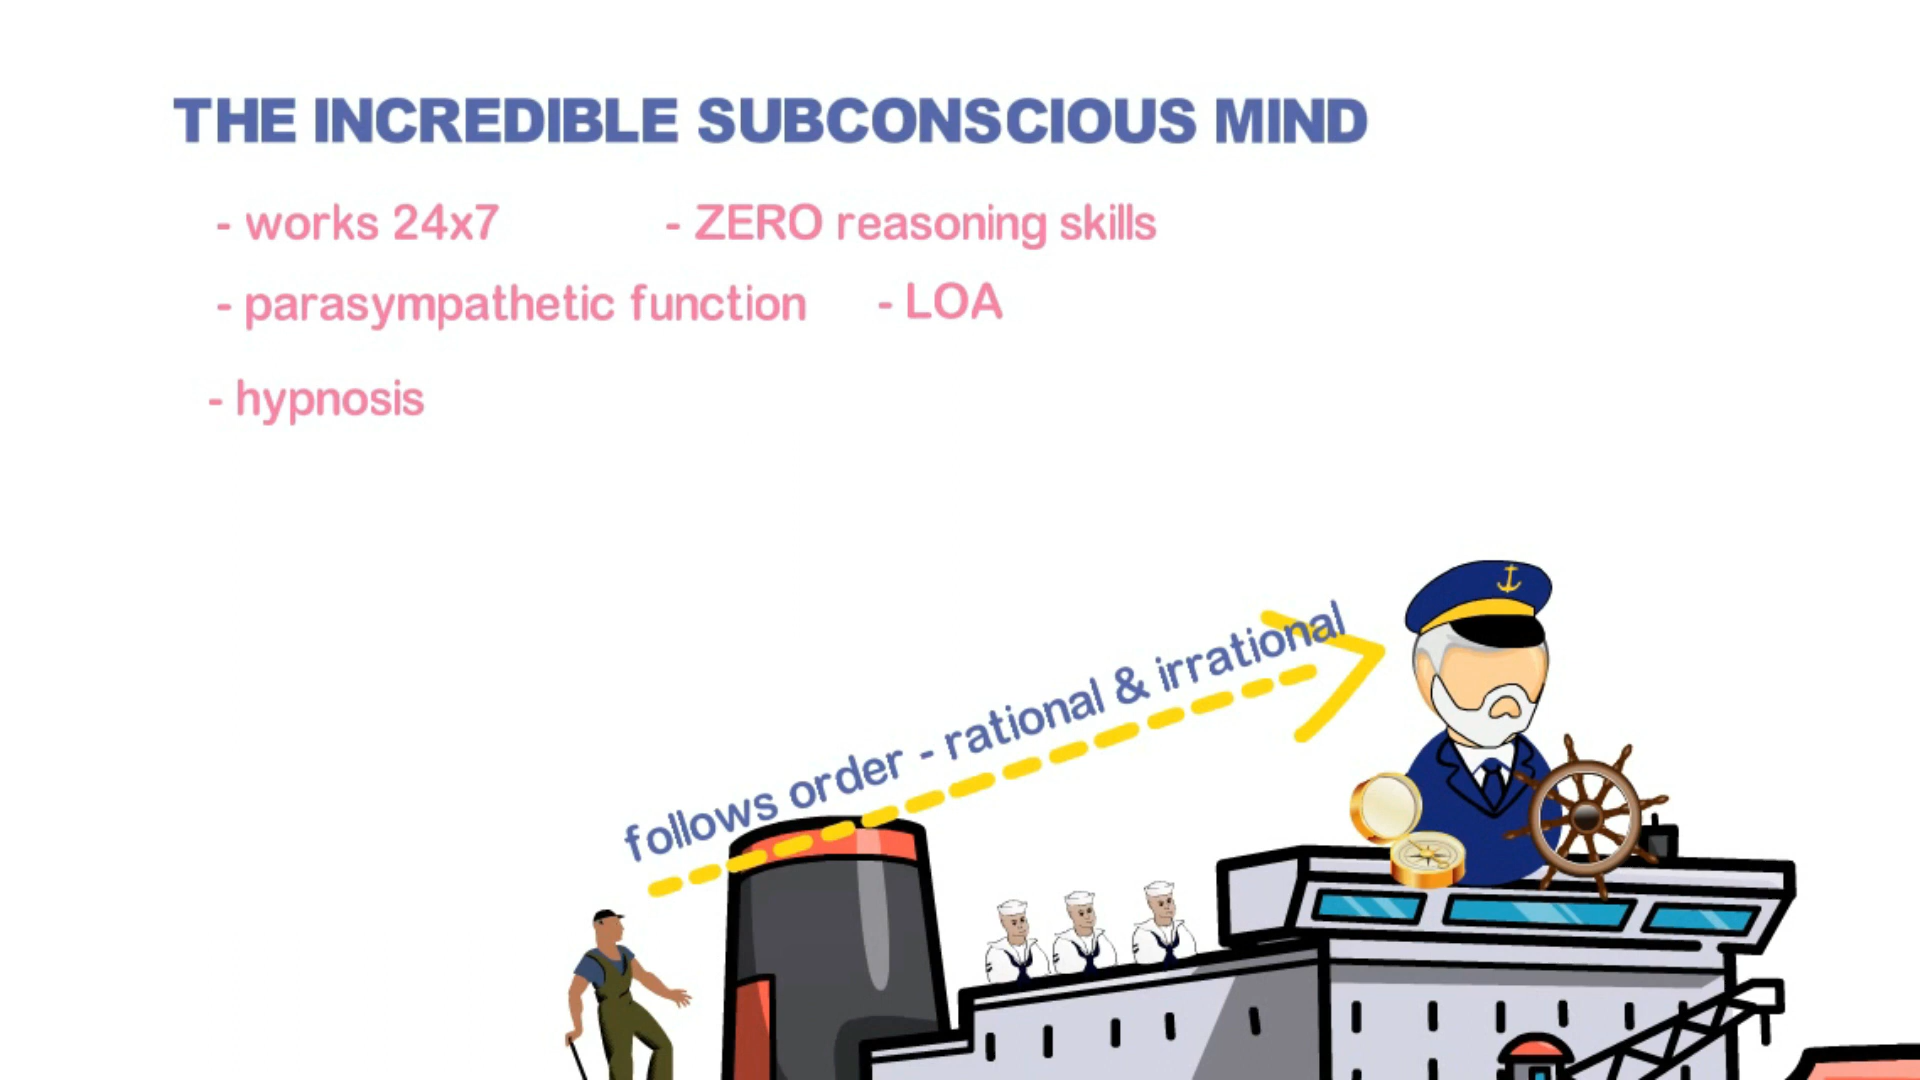 THE INCREDIBLE SUBCONSCIOUS MIND
- works 24x7 - ZERO reasoning skills
- parasympathetic function - LOA
- hypnosis
follows order - rational & irrational